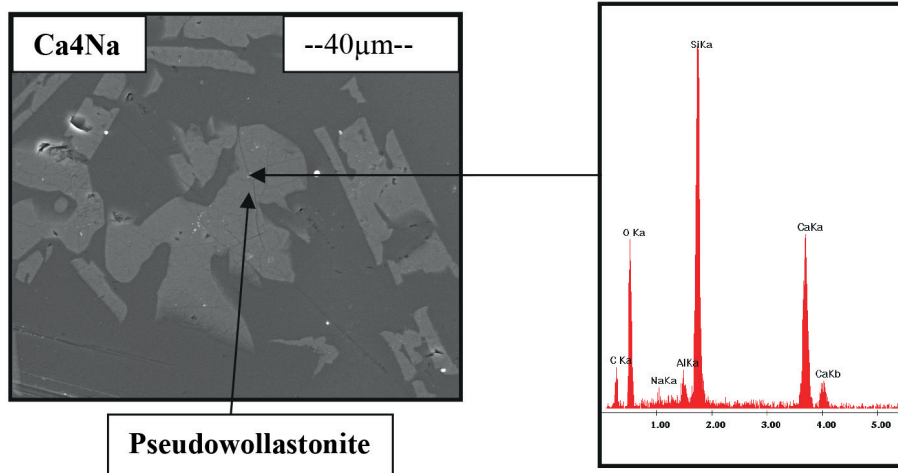 Ca4Na
--40µm--
Pseudowollastonite
SiKa
O Ka
CaKa
C Ka
NaKa
AlKa
CaKb
1.00 2.00 3.00 4.00 5.0